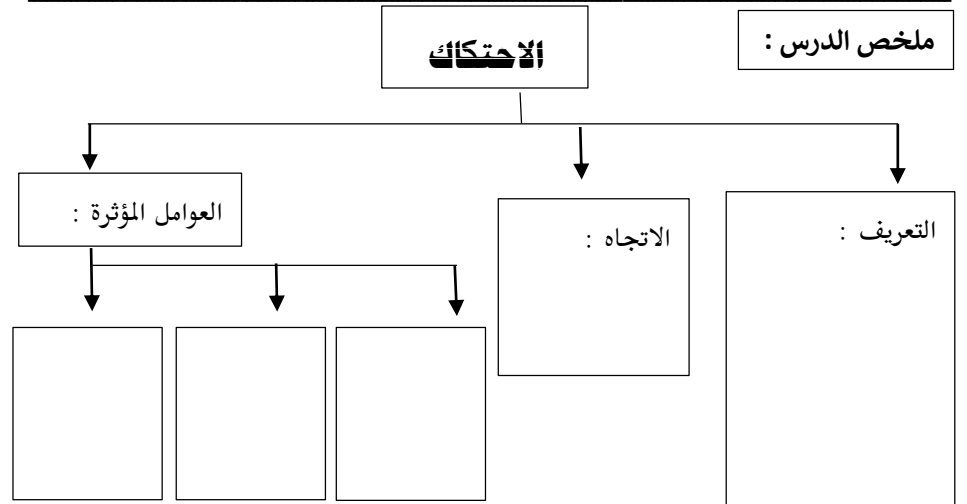 ملخص الدرس :
الاحتكاك
التعريف :
الاتجاه :
العوامل المؤثرة :